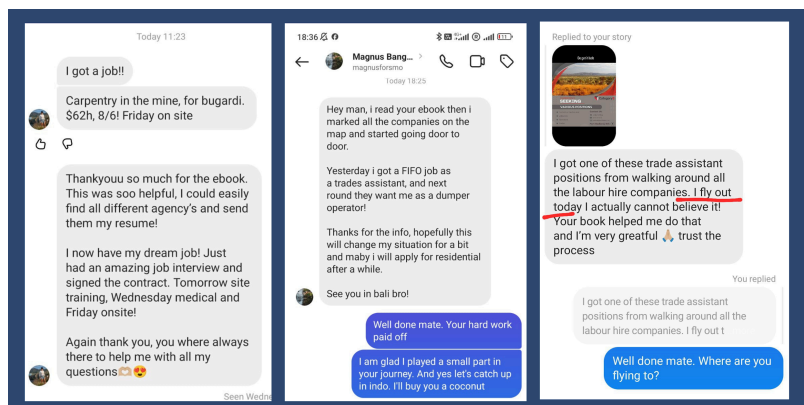 Today 11:23
I got a job!!
Carpentry in the mine, for bugardi.
$62h, 8/6! Friday on site
Thankyouu so much for the ebook.
This was soo helpful, I could easily
find all different agency's and send
them my resume!
I now have my dream job! Just
had an amazing job interview and
signed the contract. Tomorrow site
training, Wednesday medical and
Friday onsite!
Again thank you, you where always
there to help me with all my
questions🫶🏼😍
Seen Wedne
18:36
Magnus Bang...
magnusforsmo
Today 18:25
Hey man, i read your ebook then i
marked all the companies on the
map and started going door to
door.
Yesterday i got a FIFO job as
a trades assistant, and next
round they want me as a dumper
operator!
Thanks for the info, hopefully this
will change my situation for a bit
and maby i will apply for residential
after a while.
See you in bali bro!
Well done mate. Your hard work
paid off
I am glad I played a small part in
your journey. And yes let's catch up
in indo. I'll buy you a coconut
Replied to your story
SEEKING
I got one of these trade assistant
positions from walking around all
the labour hire companies. I fly out
today I actually cannot believe it!
Your book helped me do that
and I'm very greatful 🙏🏼 trust the
process
You replied
I got one of these trade assistant
positions from walking around all the
labour hire companies. I fly out t
Well done mate. Where are you
flying to?